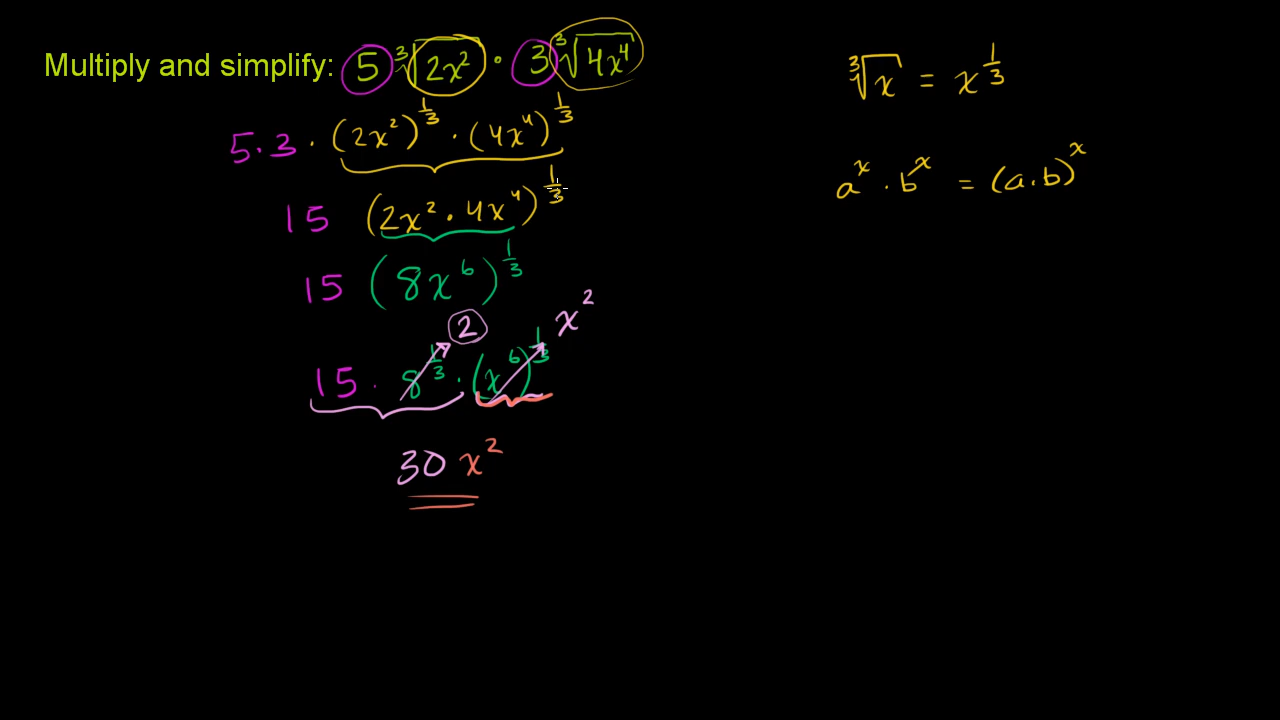 Multiply and simplify: 5 ∛(2x²) · 3 ∛(4x⁴)
5·3 · (2x²)^(1/3) · (4x⁴)^(1/3)
15 (2x² · 4x⁴)^(1/3)
15 (8x⁶)^(1/3)
2 x²
15 · 8^(1/3) · (x⁶)^(1/3)
30 x²
∛x = x^(1/3)
a^x · b^x = (a·b)^x